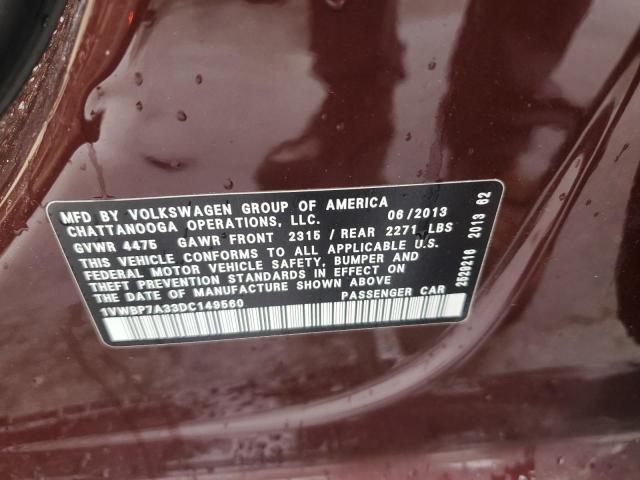 MFD BY VOLKSWAGEN GROUP OF AMERICA
CHATTANOOGA OPERATIONS, LLC. 06/2013
GVWR 4475 GAWR FRONT 2315 / REAR 2271 LBS
THIS VEHICLE CONFORMS TO ALL APPLICABLE U.S.
FEDERAL MOTOR VEHICLE SAFETY, BUMPER AND
THEFT PREVENTION STANDARDS IN EFFECT ON
THE DATE OF MANUFACTURE SHOWN ABOVE
1VWBP7A33DC149560 PASSENGER CAR
2529216 2013 62